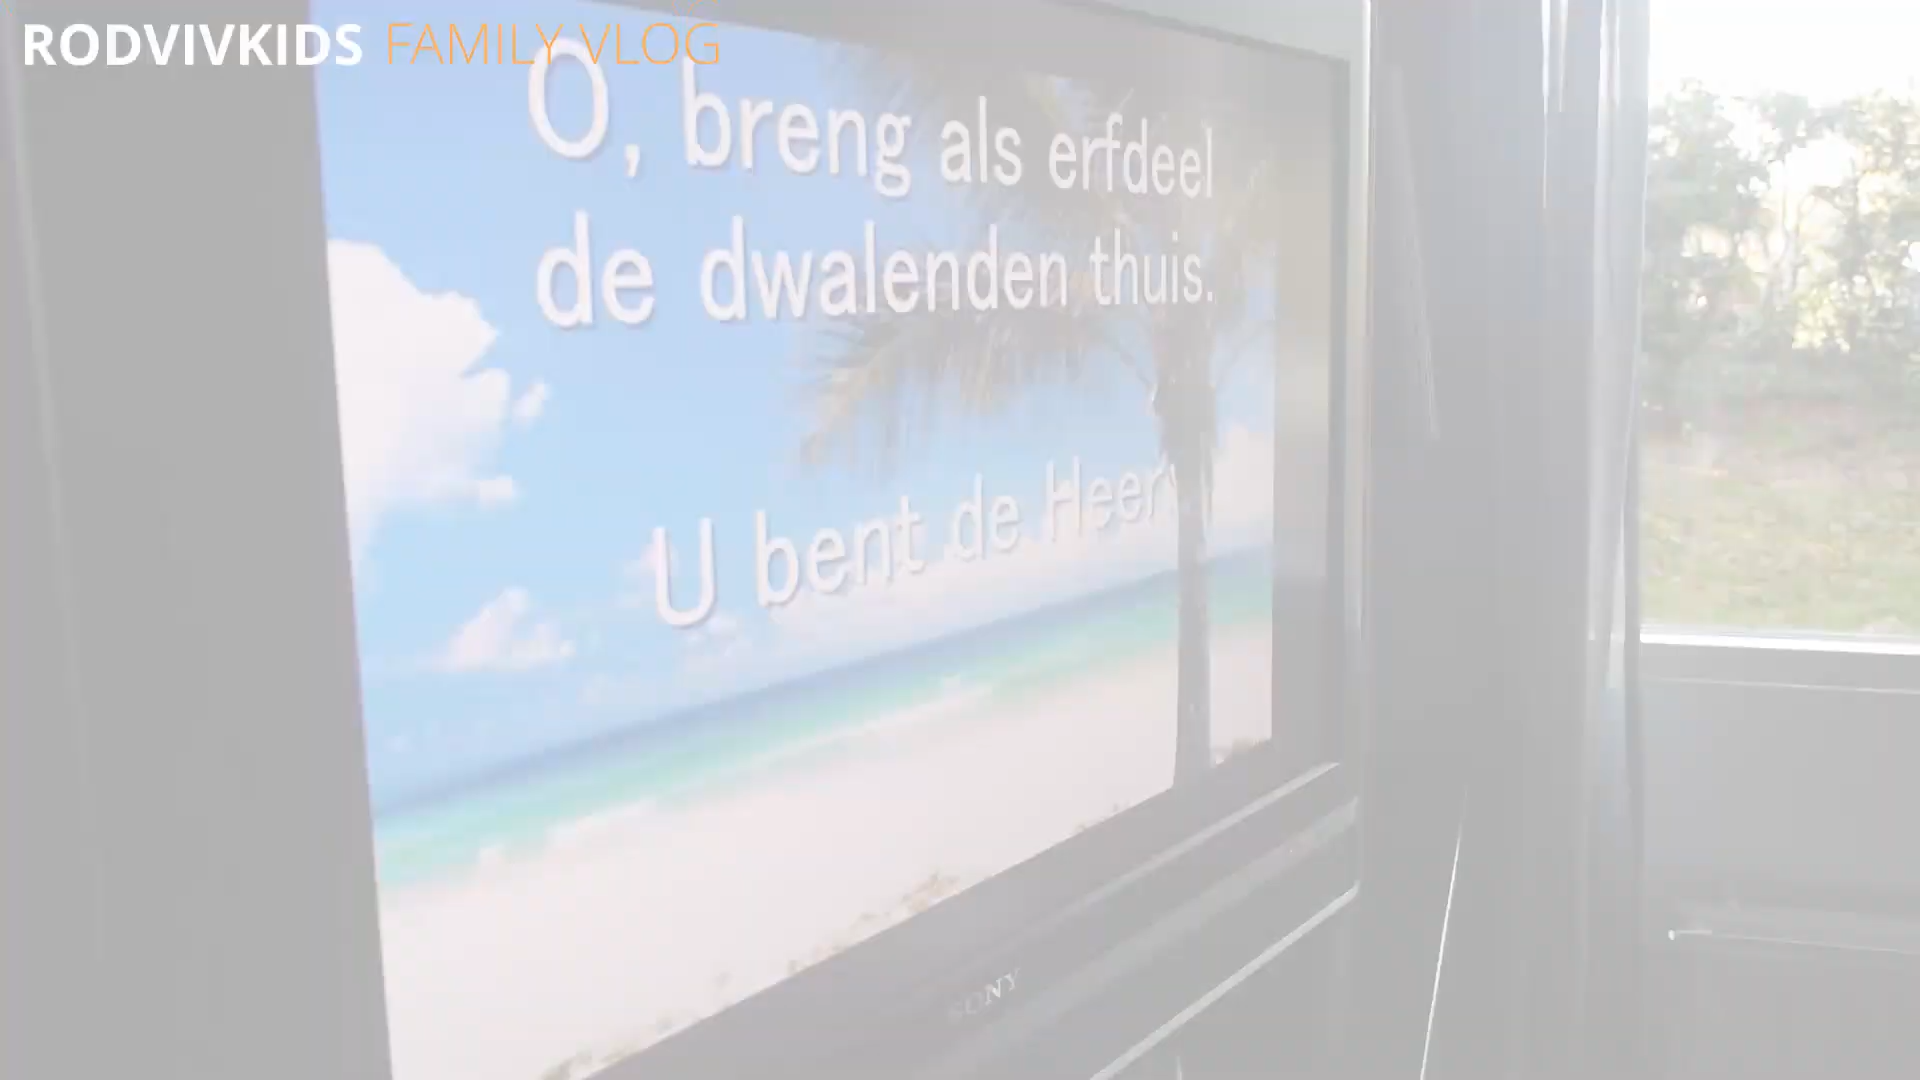 RODVIVKIDS FAMILY VLOG
O, breng als erfdeel
de dwalenden thuis.
U bent de Heer
SONY